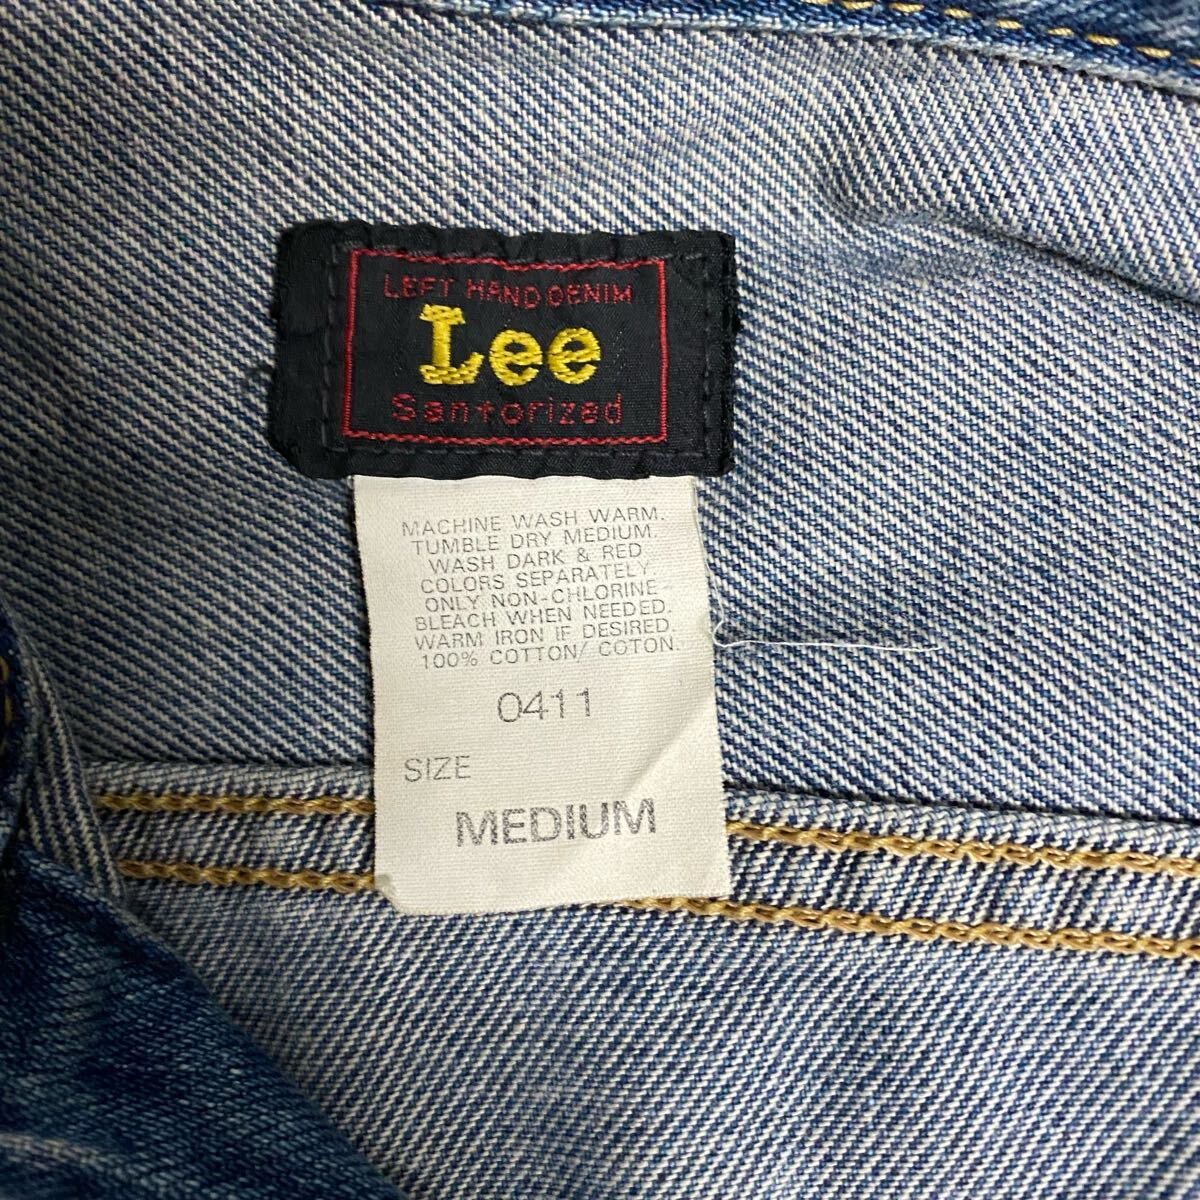 LEFT HAND DENIM
Lee
Santorized
MACHINE WASH WARM.
TUMBLE DRY MEDIUM.
WASH DARK & RED
COLORS SEPARATELY
ONLY NON-CHLORINE
BLEACH WHEN NEEDED.
WARM IRON IF DESIRED.
100% COTTON/ COTON.
0411
SIZE
MEDIUM